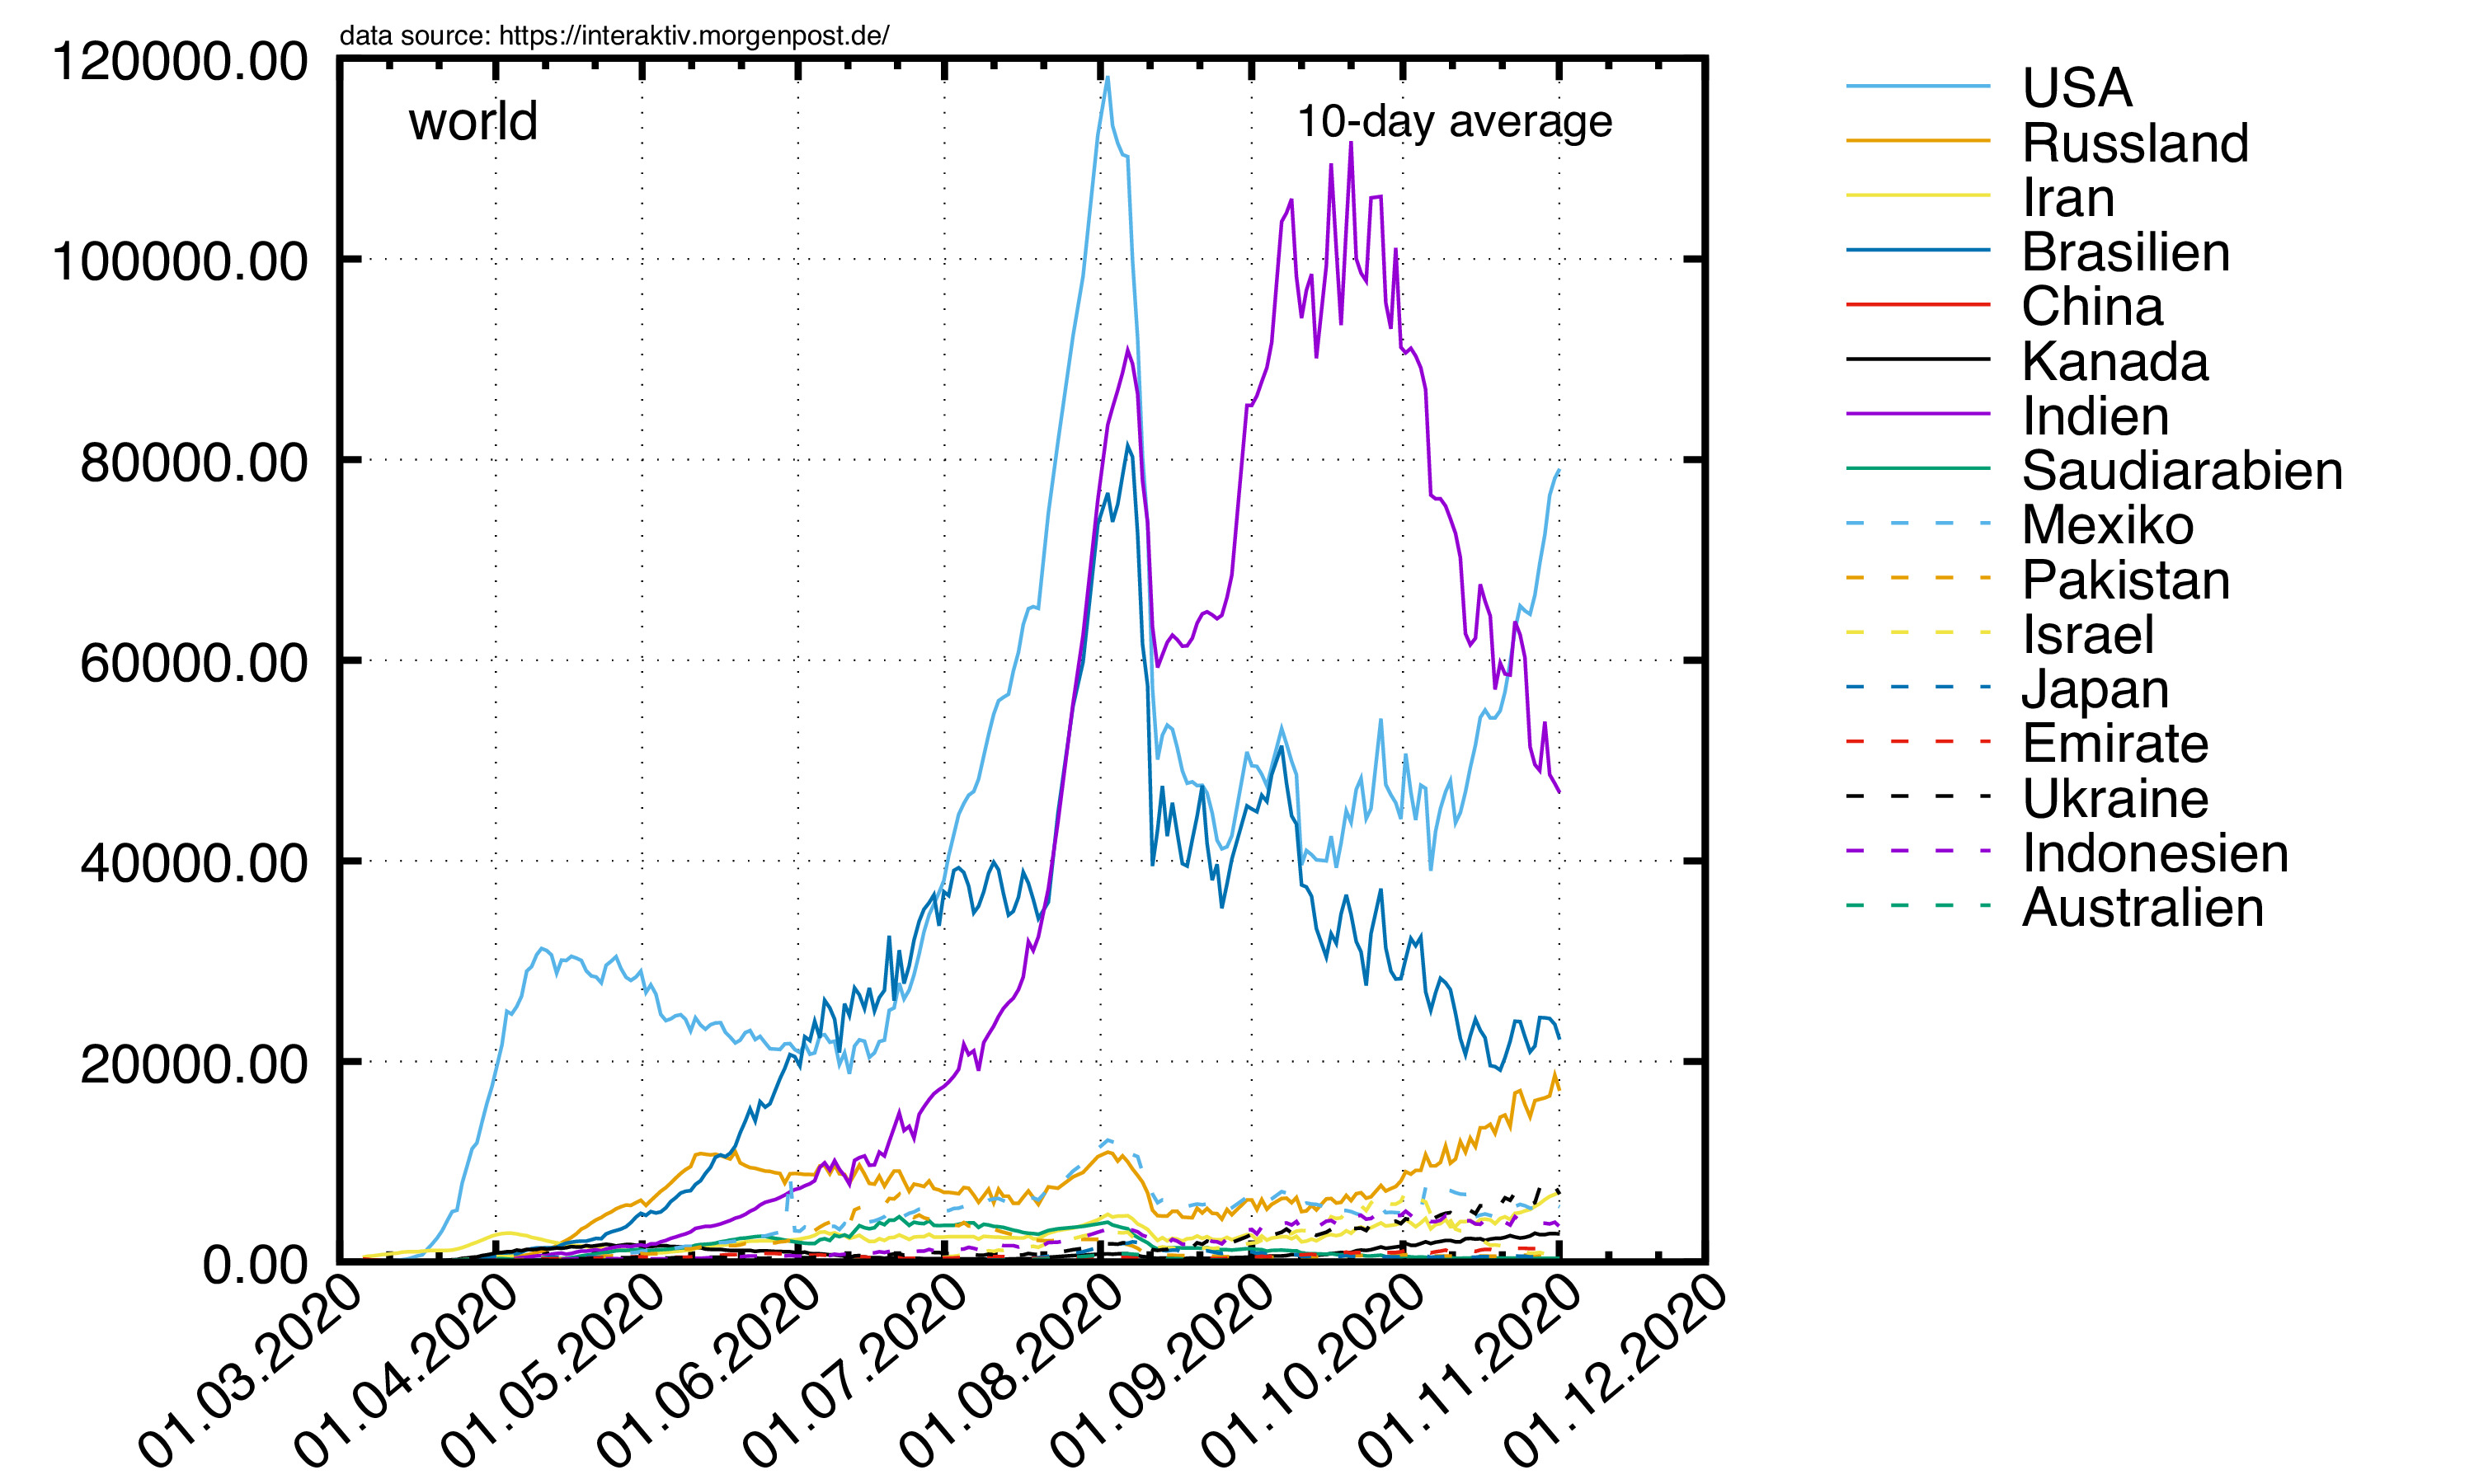 data source: https://interaktiv.morgenpost.de/
120000.00
100000.00
80000.00
60000.00
40000.00
20000.00
0.00
world
10-day average
01.03.2020
01.04.2020
01.05.2020
01.06.2020
01.07.2020
01.08.2020
01.09.2020
01.10.2020
01.11.2020
01.12.2020
USA
Russland
Iran
Brasilien
China
Kanada
Indien
Saudiarabien
Mexiko
Pakistan
Israel
Japan
Emirate
Ukraine
Indonesien
Australien